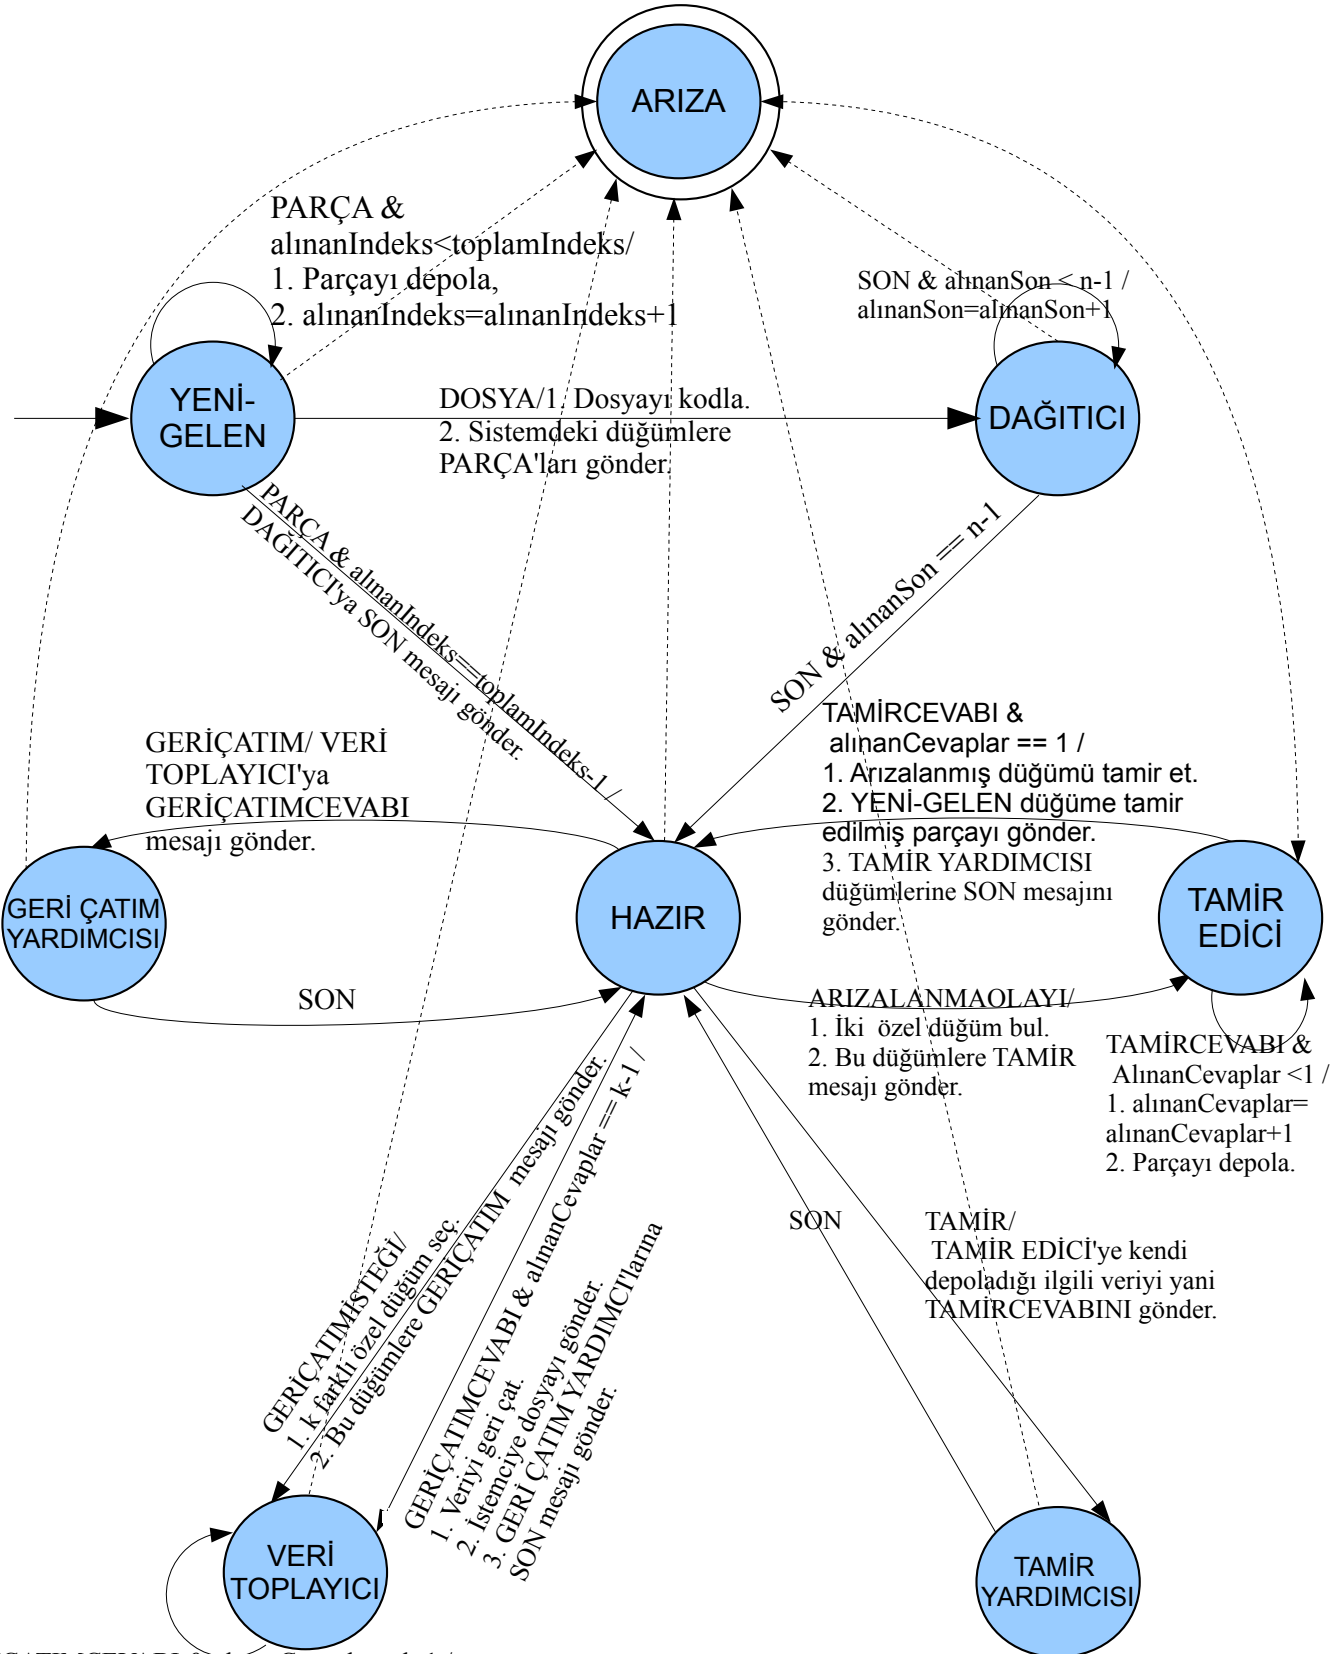 ARIZA
PARÇA &
alınanIndeks<toplamIndeks/
1. Parçayı depola,
2. alınanIndeks=alınanIndeks+1
SON & alınanSon < n-1 /
alınanSon=alınanSon+1
YENİ-
GELEN
DOSYA/1. Dosyayı kodla.
2. Sistemdeki düğümlere
PARÇA'ları gönder.
DAĞITICI
PARÇA & alınanIndeks==toplamIndeks-1 /
DAĞITICI'ya SON mesajı gönder.
SON & alınanSon == n-1
GERİÇATIM/ VERİ
TOPLAYICI'ya
GERİÇATIMCEVABI
mesajı gönder.
TAMİRCEVABI &
alınanCevaplar == 1 /
1. Arızalanmış düğümü tamir et.
2. YENİ-GELEN düğüme tamir
edilmiş parçayı gönder.
3. TAMİR YARDIMCISI
düğümlerine SON mesajını
gönder.
GERİ ÇATIM
YARDIMCISI
HAZIR
TAMİR
EDİCİ
SON
ARIZALANMAOLAYI/
1. İki özel düğüm bul.
2. Bu düğümlere TAMİR
mesajı gönder.
TAMİRCEVABI &
AlınanCevaplar <1 /
1. alınanCevaplar=
alınanCevaplar+1
2. Parçayı depola.
GERİÇATIMİSTEĞİ/
1. k farklı özel düğüm seç.
2. Bu düğümlere GERİÇATIM mesajı gönder.
GERİÇATIMCEVABI & alınanCevaplar == k-1 /
1. Veriyi geri çat.
2. İstemciye dosyayı gönder.
3. GERİ ÇATIM YARDIMCI'larına
SON mesajı gönder.
SON
TAMİR/
TAMİR EDİCİ'ye kendi
depoladığı ilgili veriyi yani
TAMİRCEVABINI gönder.
VERİ
TOPLAYICI
TAMİR
YARDIMCISI